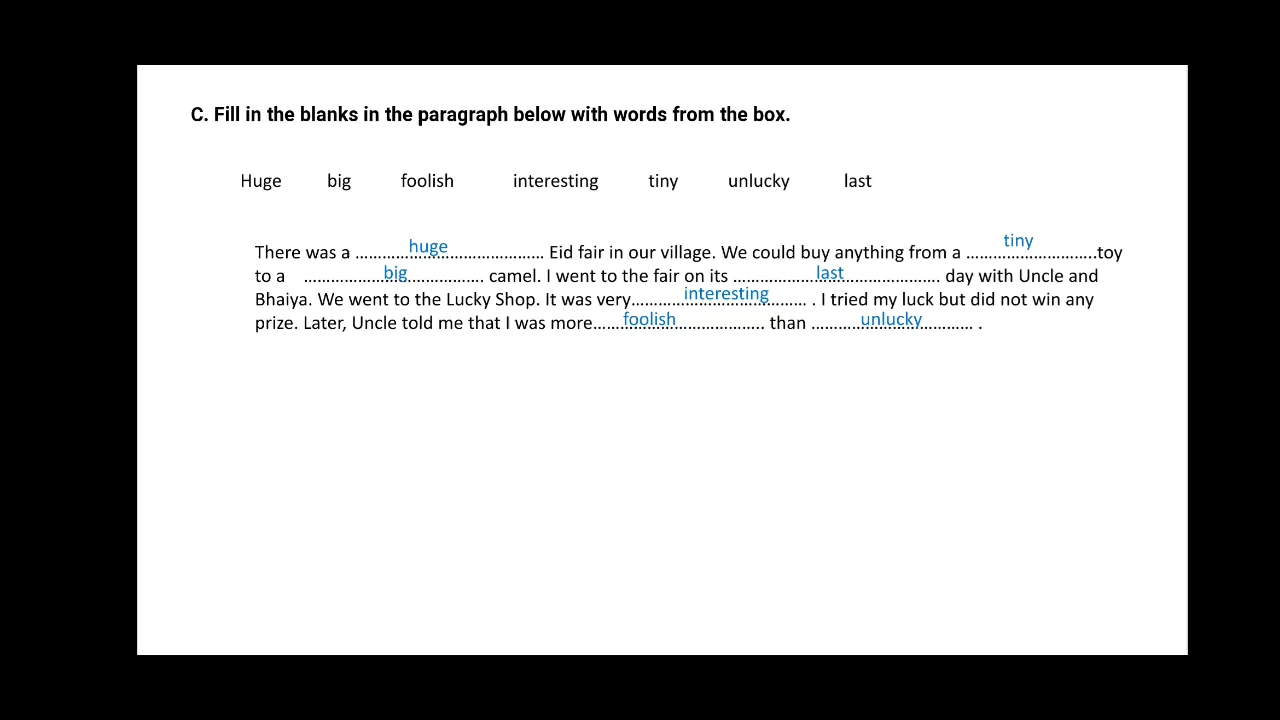 C. Fill in the blanks in the paragraph below with words from the box.
Huge big foolish interesting tiny unlucky last
There was a ……………huge……………… Eid fair in our village. We could buy anything from a ………tiny………..toy
to a ………big………… camel. I went to the fair on its ……………last…………… day with Uncle and
Bhaiya. We went to the Lucky Shop. It was very………interesting……… . I tried my luck but did not win any
prize. Later, Uncle told me that I was more……foolish…………….. than ………unlucky………… .